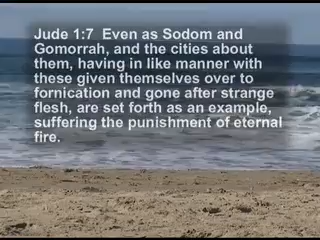 Jude 1:7  Even as Sodom and
Gomorrah, and the cities about
them, having in like manner with
these given themselves over to
fornication and gone after strange
flesh, are set forth as an example,
suffering the punishment of eternal
fire.